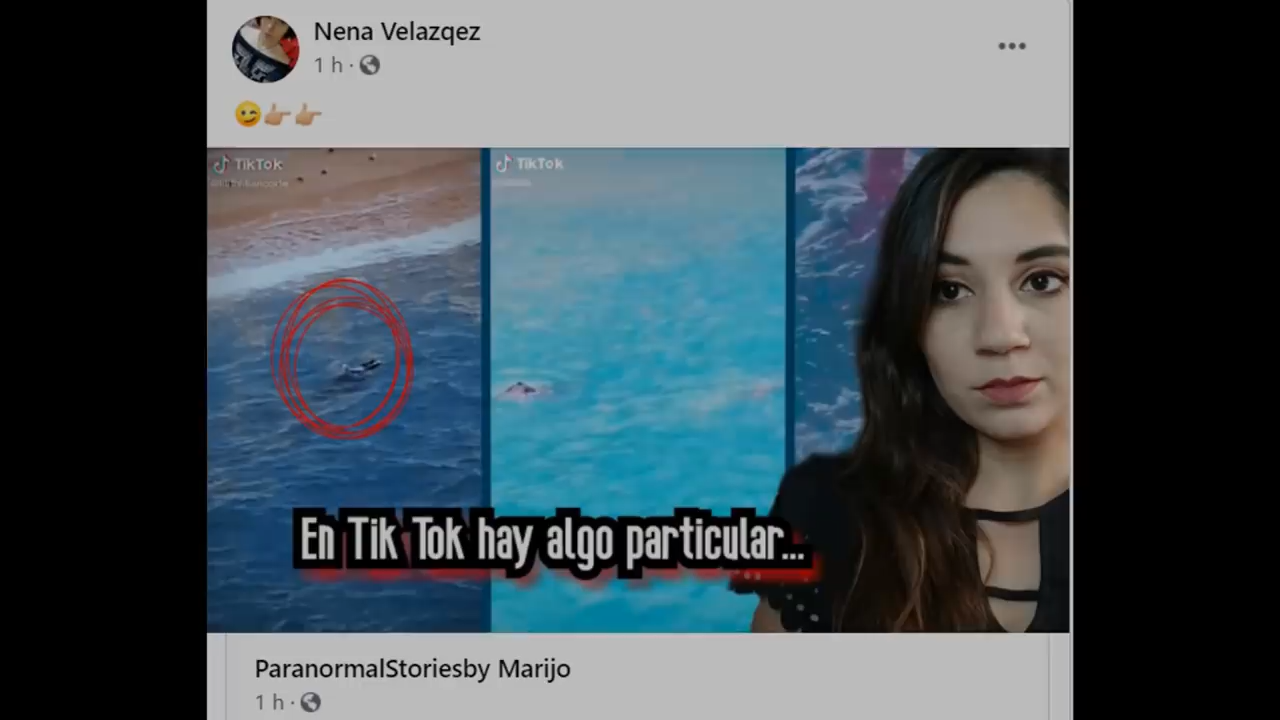 Nena Velazqez
1 h ·
TikTok
TikTok
En Tik Tok hay algo particular...
ParanormalStoriesby Marijo
1 h ·